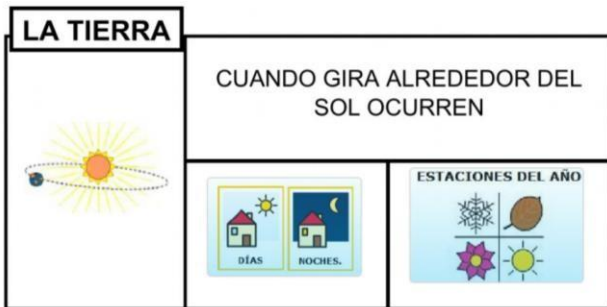 LA TIERRA
CUANDO GIRA ALREDEDOR DEL
SOL OCURREN
ESTACIONES DEL AÑO
DÍAS
NOCHES.